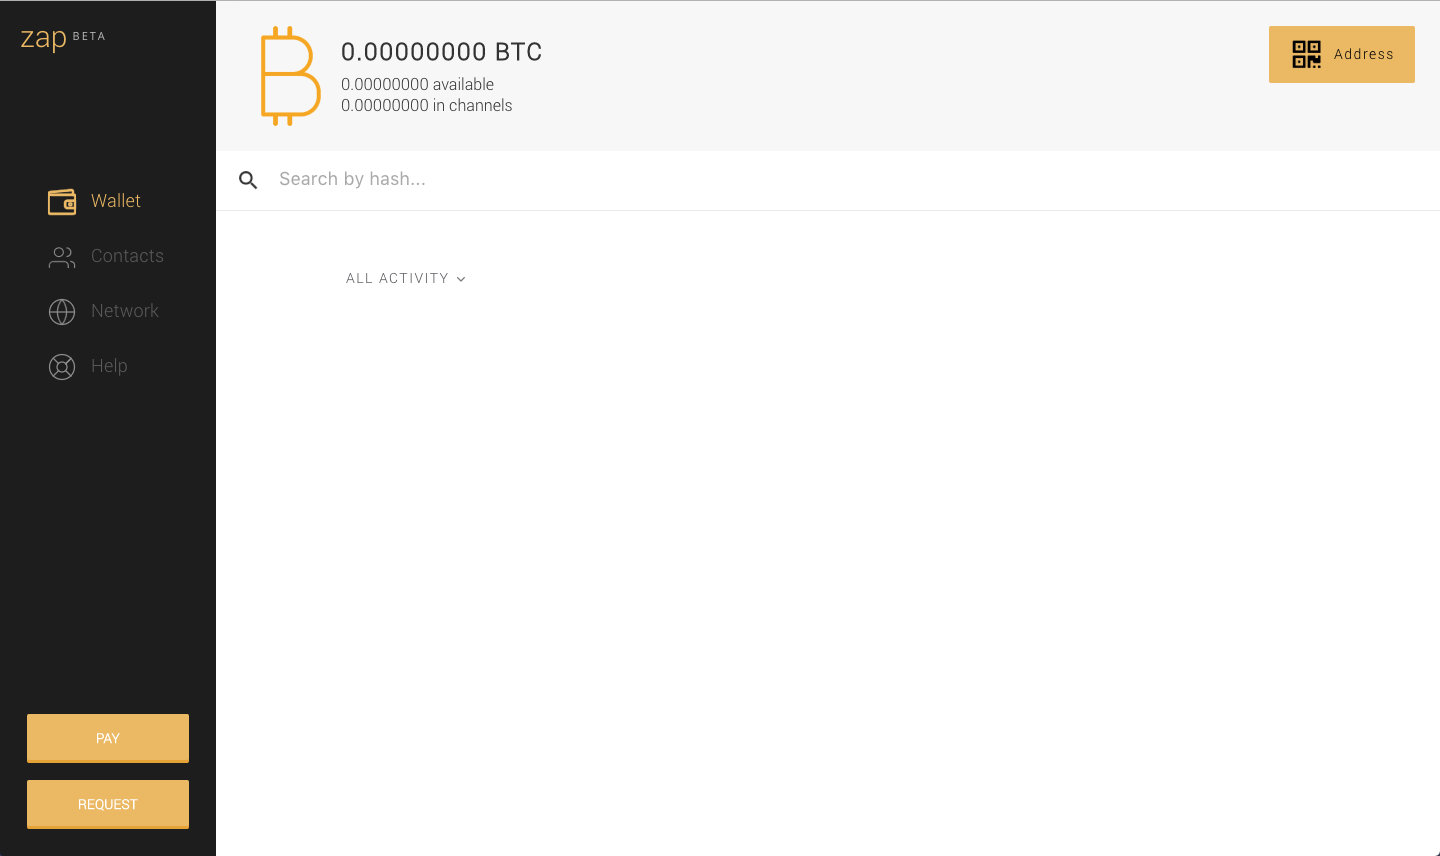 zap BETA
Wallet
Contacts
Network
Help
PAY
REQUEST
0.00000000 BTC
0.00000000 available
0.00000000 in channels
Address
Search by hash...
ALL ACTIVITY